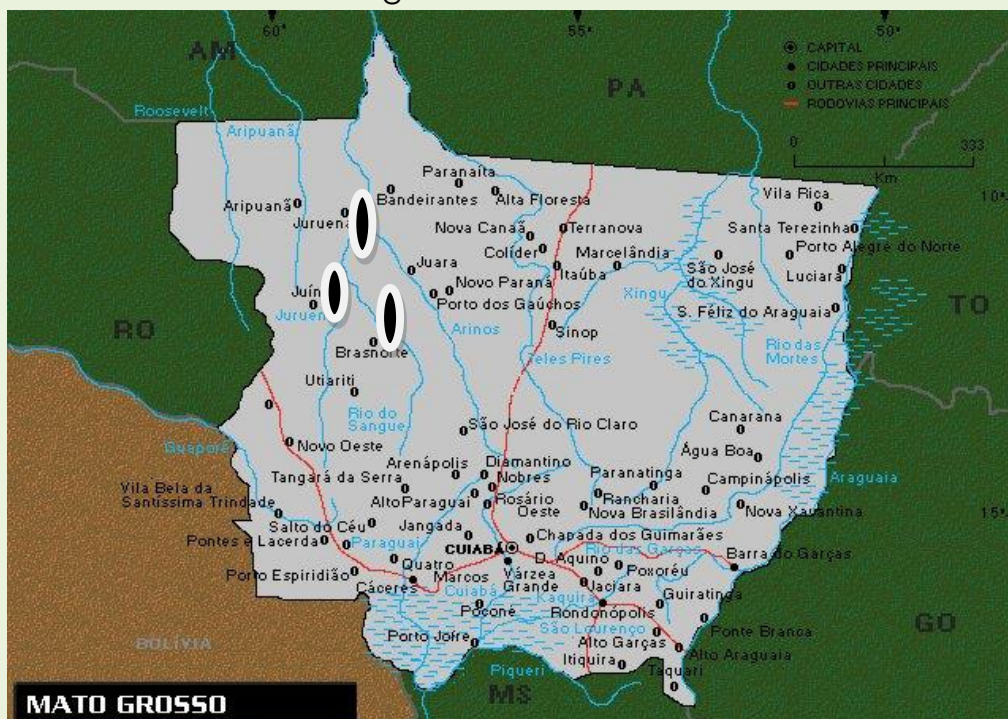 60°
55°
50°
AM
PA
CAPITAL
CIDADES PRINCIPAIS
OUTRAS CIDADES
RODOVIAS PRINCIPAIS
0
333
Km
Roosevelt
Aripuanã
10°
Paranaíta
Bandeirantes
Alta Floresta
Vila Rica
Aripuanã
Juruena
Nova Canaã
Terranova
Santa Terezinha
Colíder
Marcelândia
Porto Alegre do Norte
Juara
Itaúba
São José
do Xingu
Luciara
Novo Paraná
Juín
Porto dos Gaúchos
Xingu
S. Féliz do Araguaia
TO
Juruena
Arinos
Sinop
RO
Brasnorte
Teles Pires
Rio das
Mortes
Utiariti
Rio do
Sangue
Canarana
São José do Rio Claro
Guaporé
Novo Oeste
Água Boa
Arenápolis
Diamantino
Paranatinga
Tangará da Serra
Nobres
Campinápolis
Araguaia
Vila Bela da
Santíssima Trindade
Alto Paraguai
Rosário
Oeste
Rancharia
Nova Brasilândia
Nova Xavantina
15°
Salto do Céu
Jangada
Chapada dos Guimarães
Pontes e Lacerda
Paraguai
CUIABÁ
Rio das Garças
Barra do Garças
Quatro
Marcos
D. Aquino
Poxoréu
Porto Espiridião
Cáceres
Várzea
Grande
Jaciara
Cuiabá
Kaquira
Guiratinga
Poconé
Rondonópolis
São Lourenço
Ponte Branca
GO
BOLÍVIA
Porto Jofre
Alto Garças
Alto Araguaia
Itiquira
Piqueri
Taquari
MS
MATO GROSSO